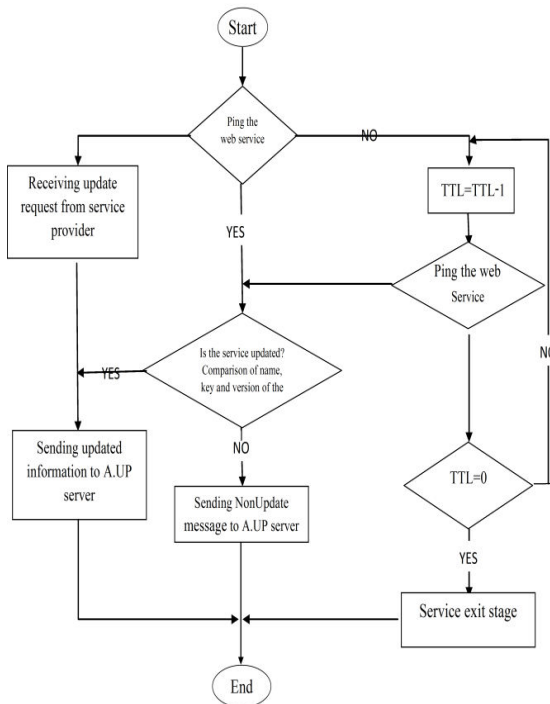 Start
Ping the
web service
NO
Receiving update
request from service
provider
TTL=TTL-1
YES
Ping the web
Service
Is the service updated?
Comparison of name,
key and version of the
YES
NO
NO
Sending updated
information to A.UP
server
TTL=0
Sending NonUpdate
message to A.UP server
YES
Service exit stage
End